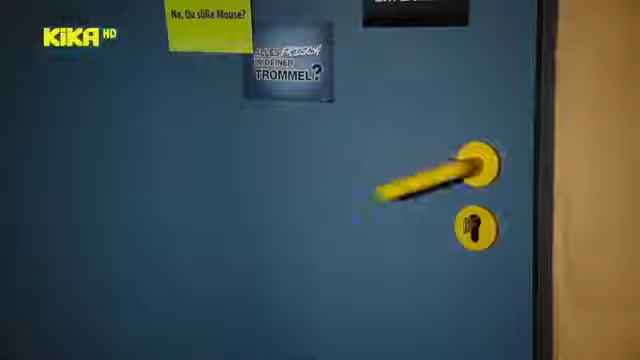 KiKA HD
Na, Du süße Mouse?
ALLES FRISCH
IN DEINER
TROMMEL?